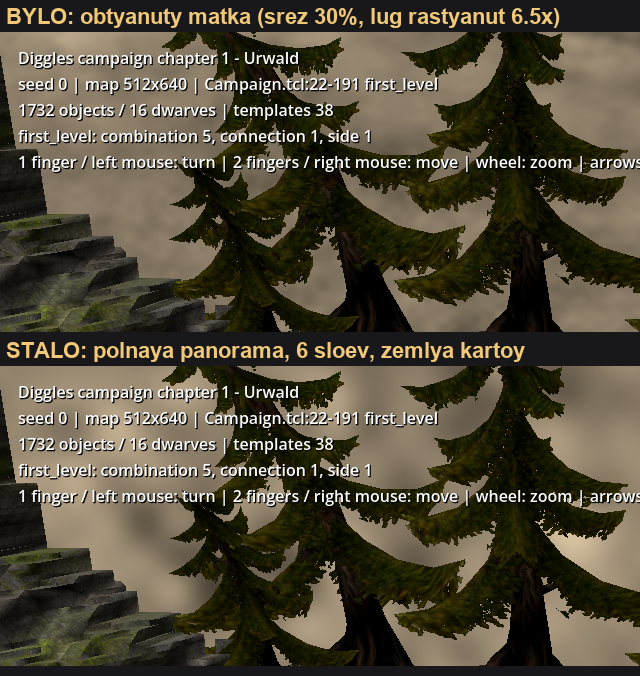 BYLO: obtyanuty matka (srez 30%, lug rastyanut 6.5x)
Diggles campaign chapter 1 - Urwald
seed 0 | map 512x640 | Campaign.tcl:22-191 first_level
1732 objects / 16 dwarves | templates 38
first_level: combination 5, connection 1, side 1
1 finger / left mouse: turn | 2 fingers / right mouse: move | wheel: zoom | arrows
STALO: polnaya panorama, 6 sloev, zemlya kartoy
Diggles campaign chapter 1 - Urwald
seed 0 | map 512x640 | Campaign.tcl:22-191 first_level
1732 objects / 16 dwarves | templates 38
first_level: combination 5, connection 1, side 1
1 finger / left mouse: turn | 2 fingers / right mouse: move | wheel: zoom | arrows